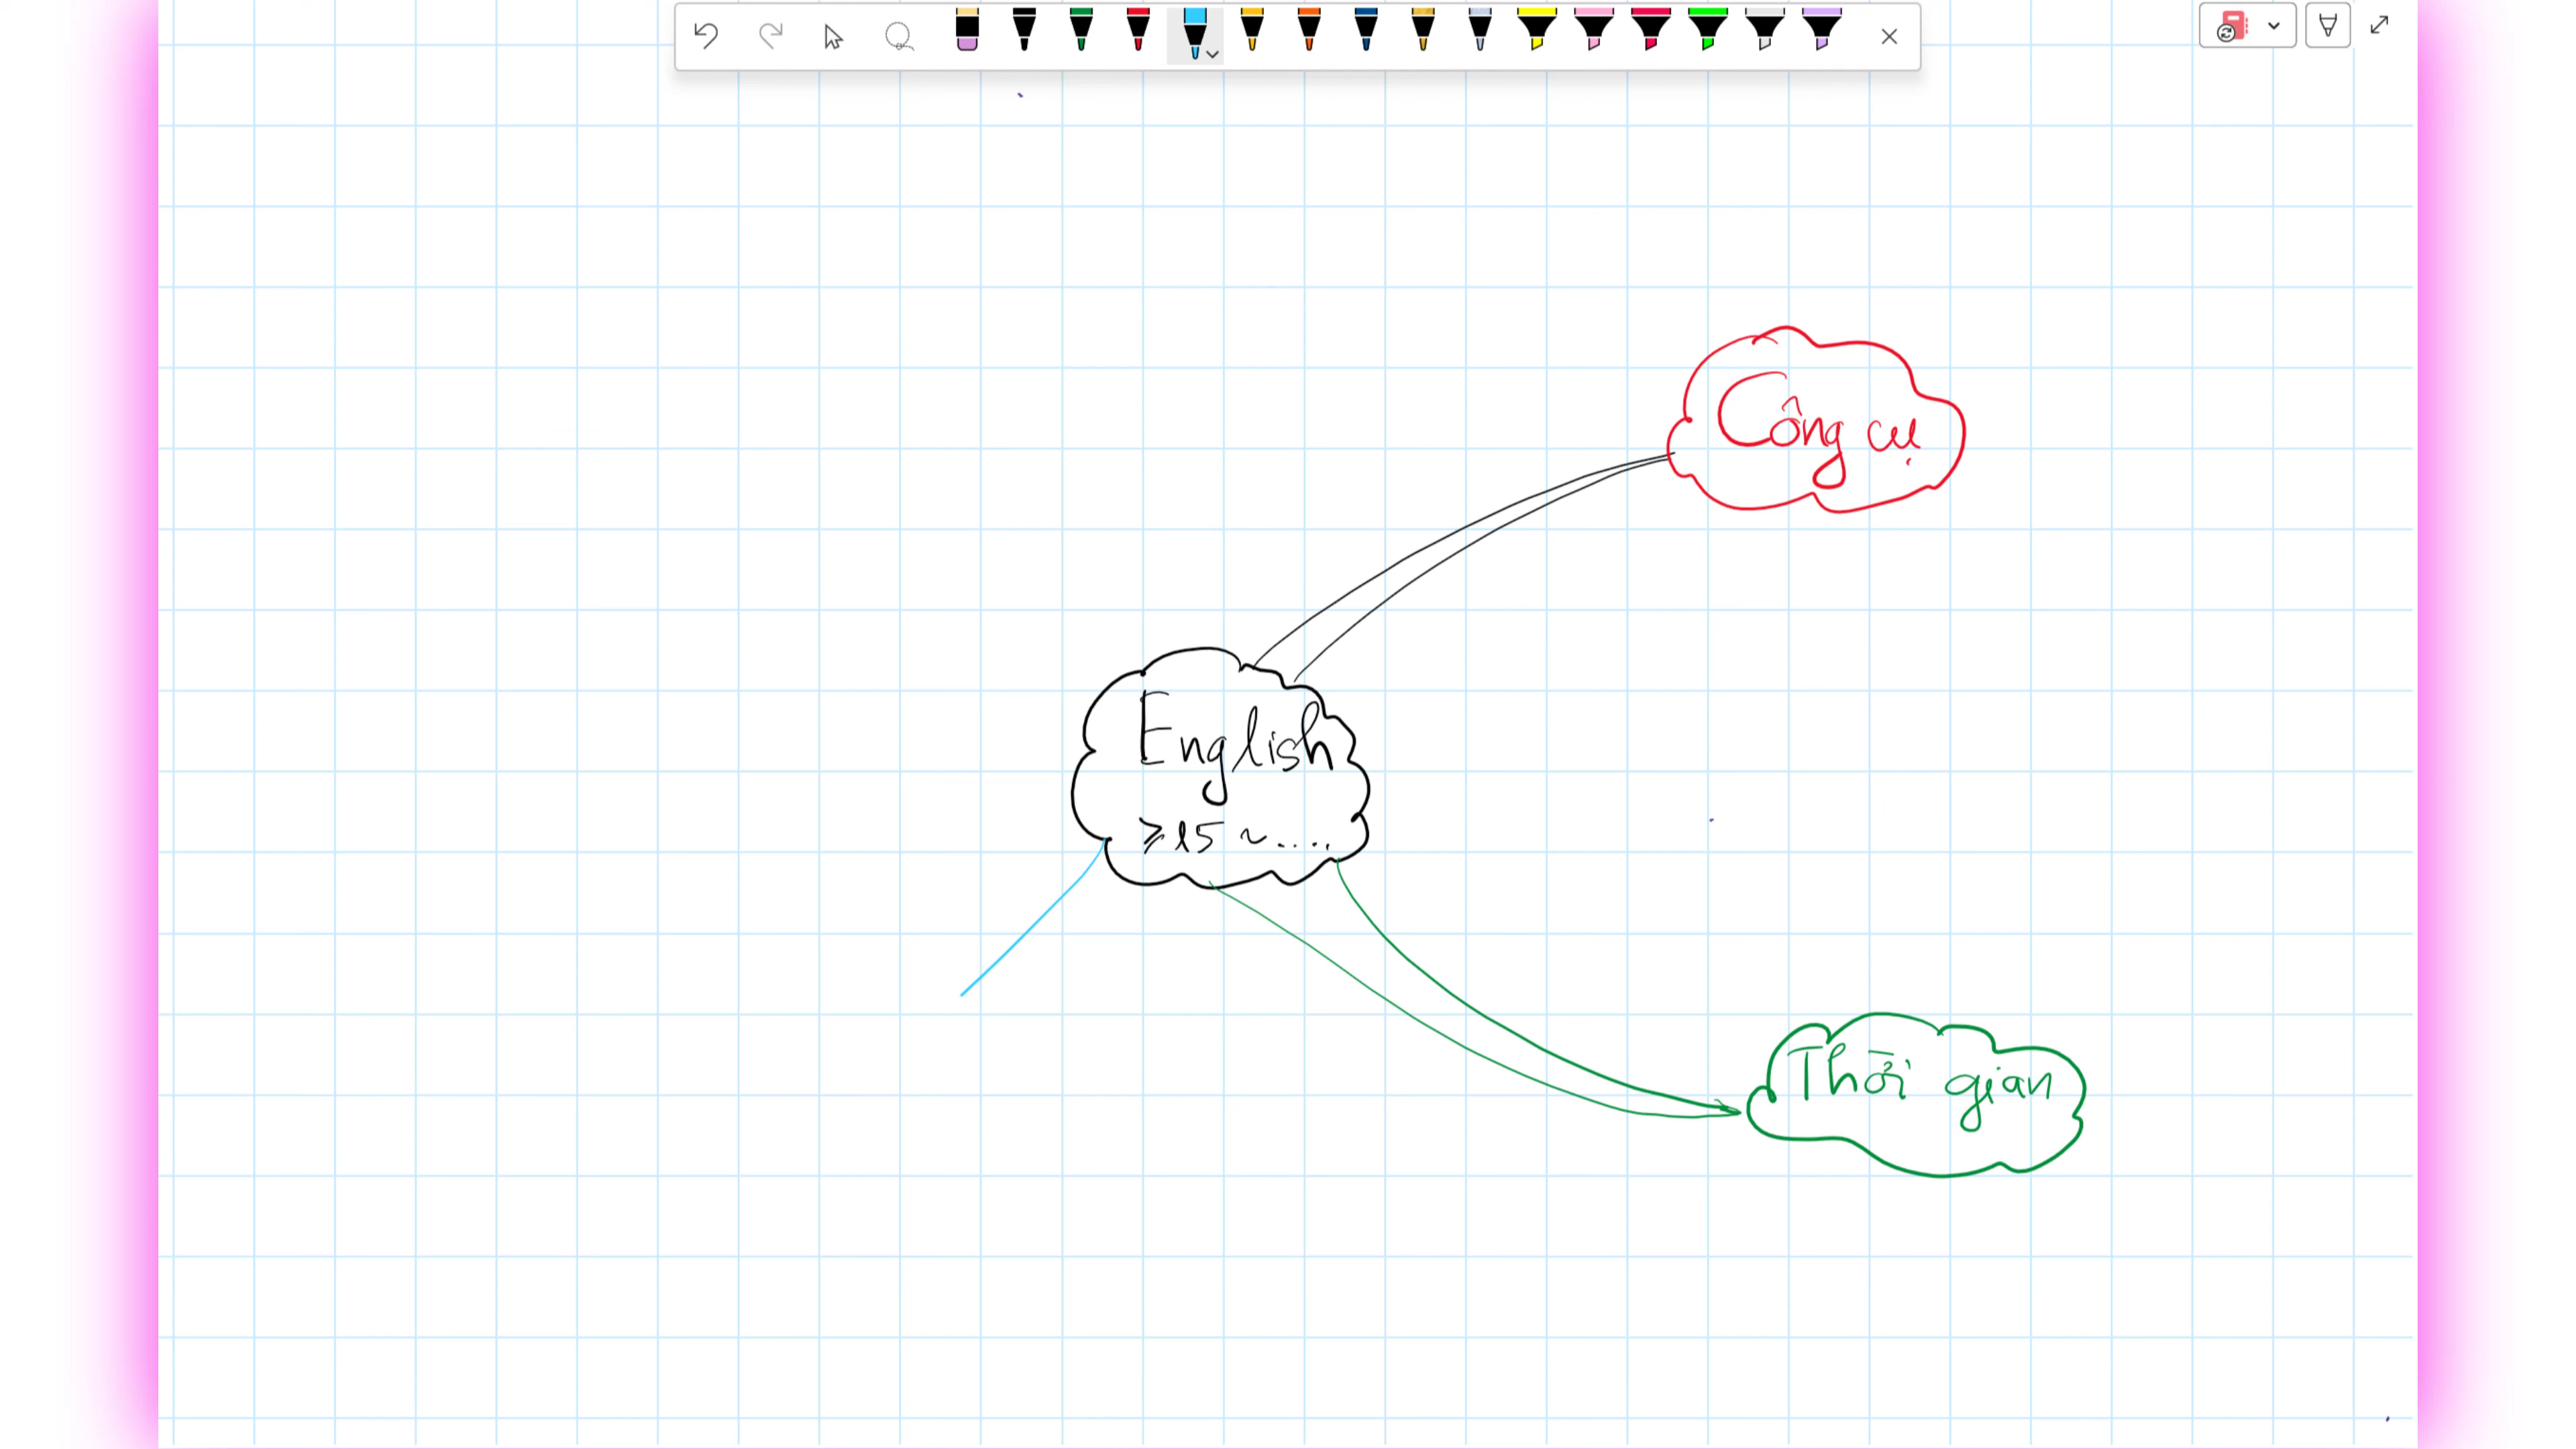 Công cụ
English
≥ 15 ~ ....
Thời gian